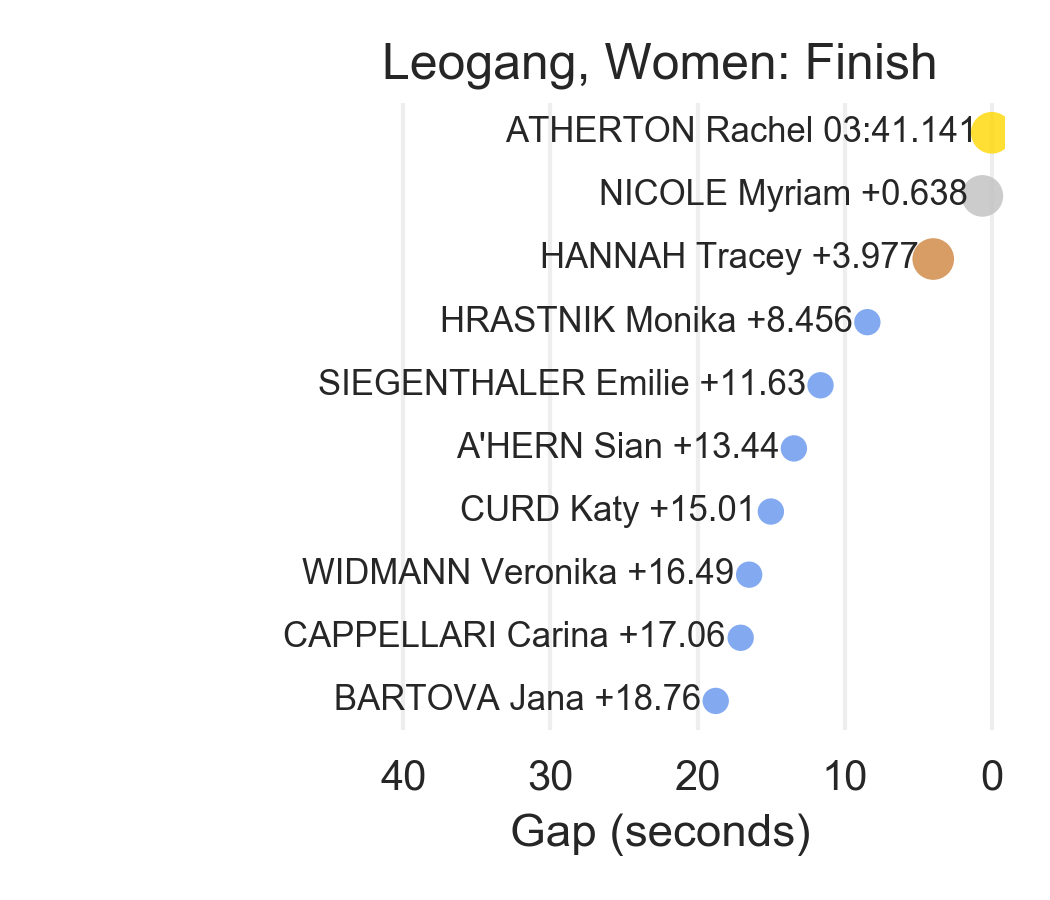 Leogang, Women: Finish
ATHERTON Rachel 03:41.141
NICOLE Myriam +0.638
HANNAH Tracey +3.977
HRASTNIK Monika +8.456
SIEGENTHALER Emilie +11.63
A'HERN Sian +13.44
CURD Katy +15.01
WIDMANN Veronika +16.49
CAPPELLARI Carina +17.06
BARTOVA Jana +18.76
40 30 20 10 0
Gap (seconds)